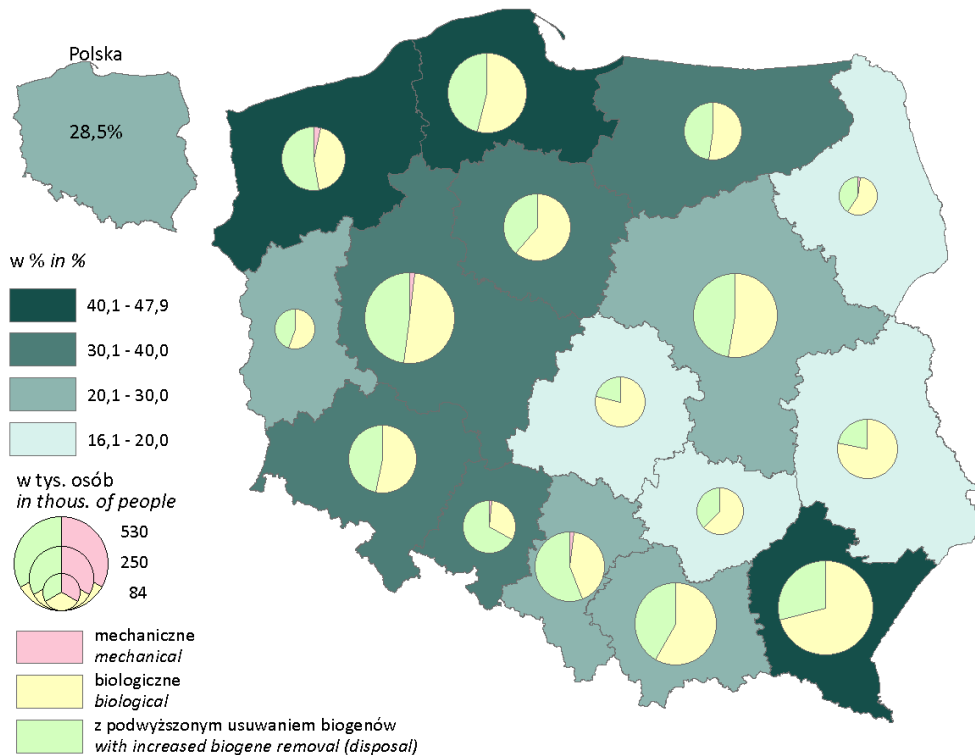 Polska
28,5%
w % in %
40,1 - 47,9
30,1 - 40,0
20,1 - 30,0
16,1 - 20,0
w tys. osób
in thous. of people
530
250
84
mechaniczne
mechanical
biologiczne
biological
z podwyższonym usuwaniem biogenów
with increased biogene removal (disposal)